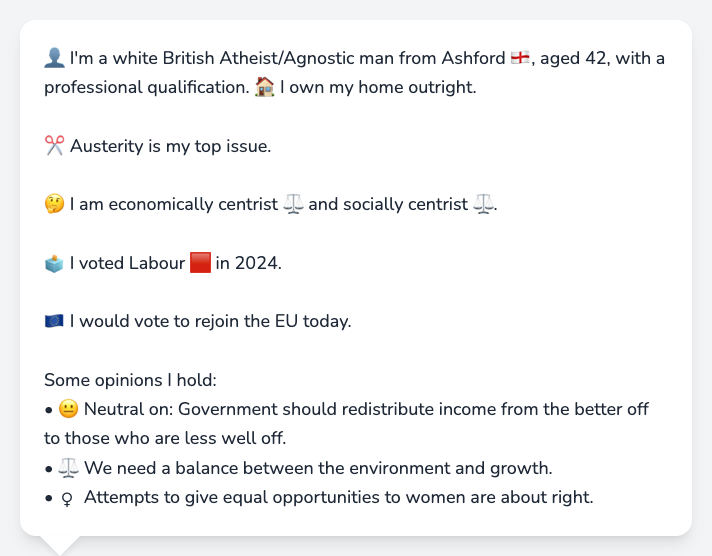 👤 I'm a white British Atheist/Agnostic man from Ashford 🏴󠁧󠁢󠁥󠁮󠁧󠁿, aged 42, with a
professional qualification. 🏠 I own my home outright.
✂️ Austerity is my top issue.
🤔 I am economically centrist ⚖️ and socially centrist ⚖️.
🗳️ I voted Labour 🟥 in 2024.
🇪🇺 I would vote to rejoin the EU today.
Some opinions I hold:
• 😐 Neutral on: Government should redistribute income from the better off
to those who are less well off.
• ⚖️ We need a balance between the environment and growth.
• ♀ Attempts to give equal opportunities to women are about right.